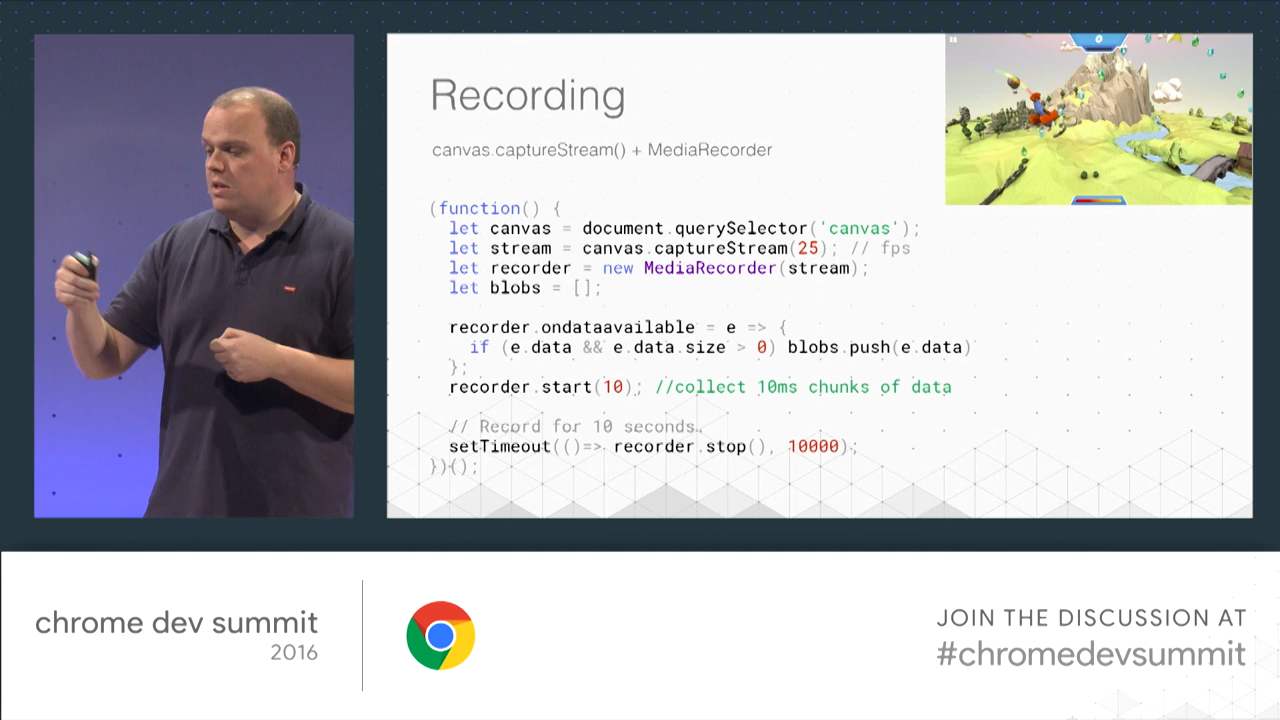 Recording
canvas.captureStream() + MediaRecorder
(function() {
let canvas = document.querySelector('canvas');
let stream = canvas.captureStream(25); // fps
let recorder = new MediaRecorder(stream);
let blobs = [];
recorder.ondataavailable = e => {
if (e.data && e.data.size > 0) blobs.push(e.data)
};
recorder.start(10); //collect 10ms chunks of data
// Record for 10 seconds.
setTimeout(()=> recorder.stop(), 10000);
})();
chrome dev summit
2016
JOIN THE DISCUSSION AT
#chromedevsummit